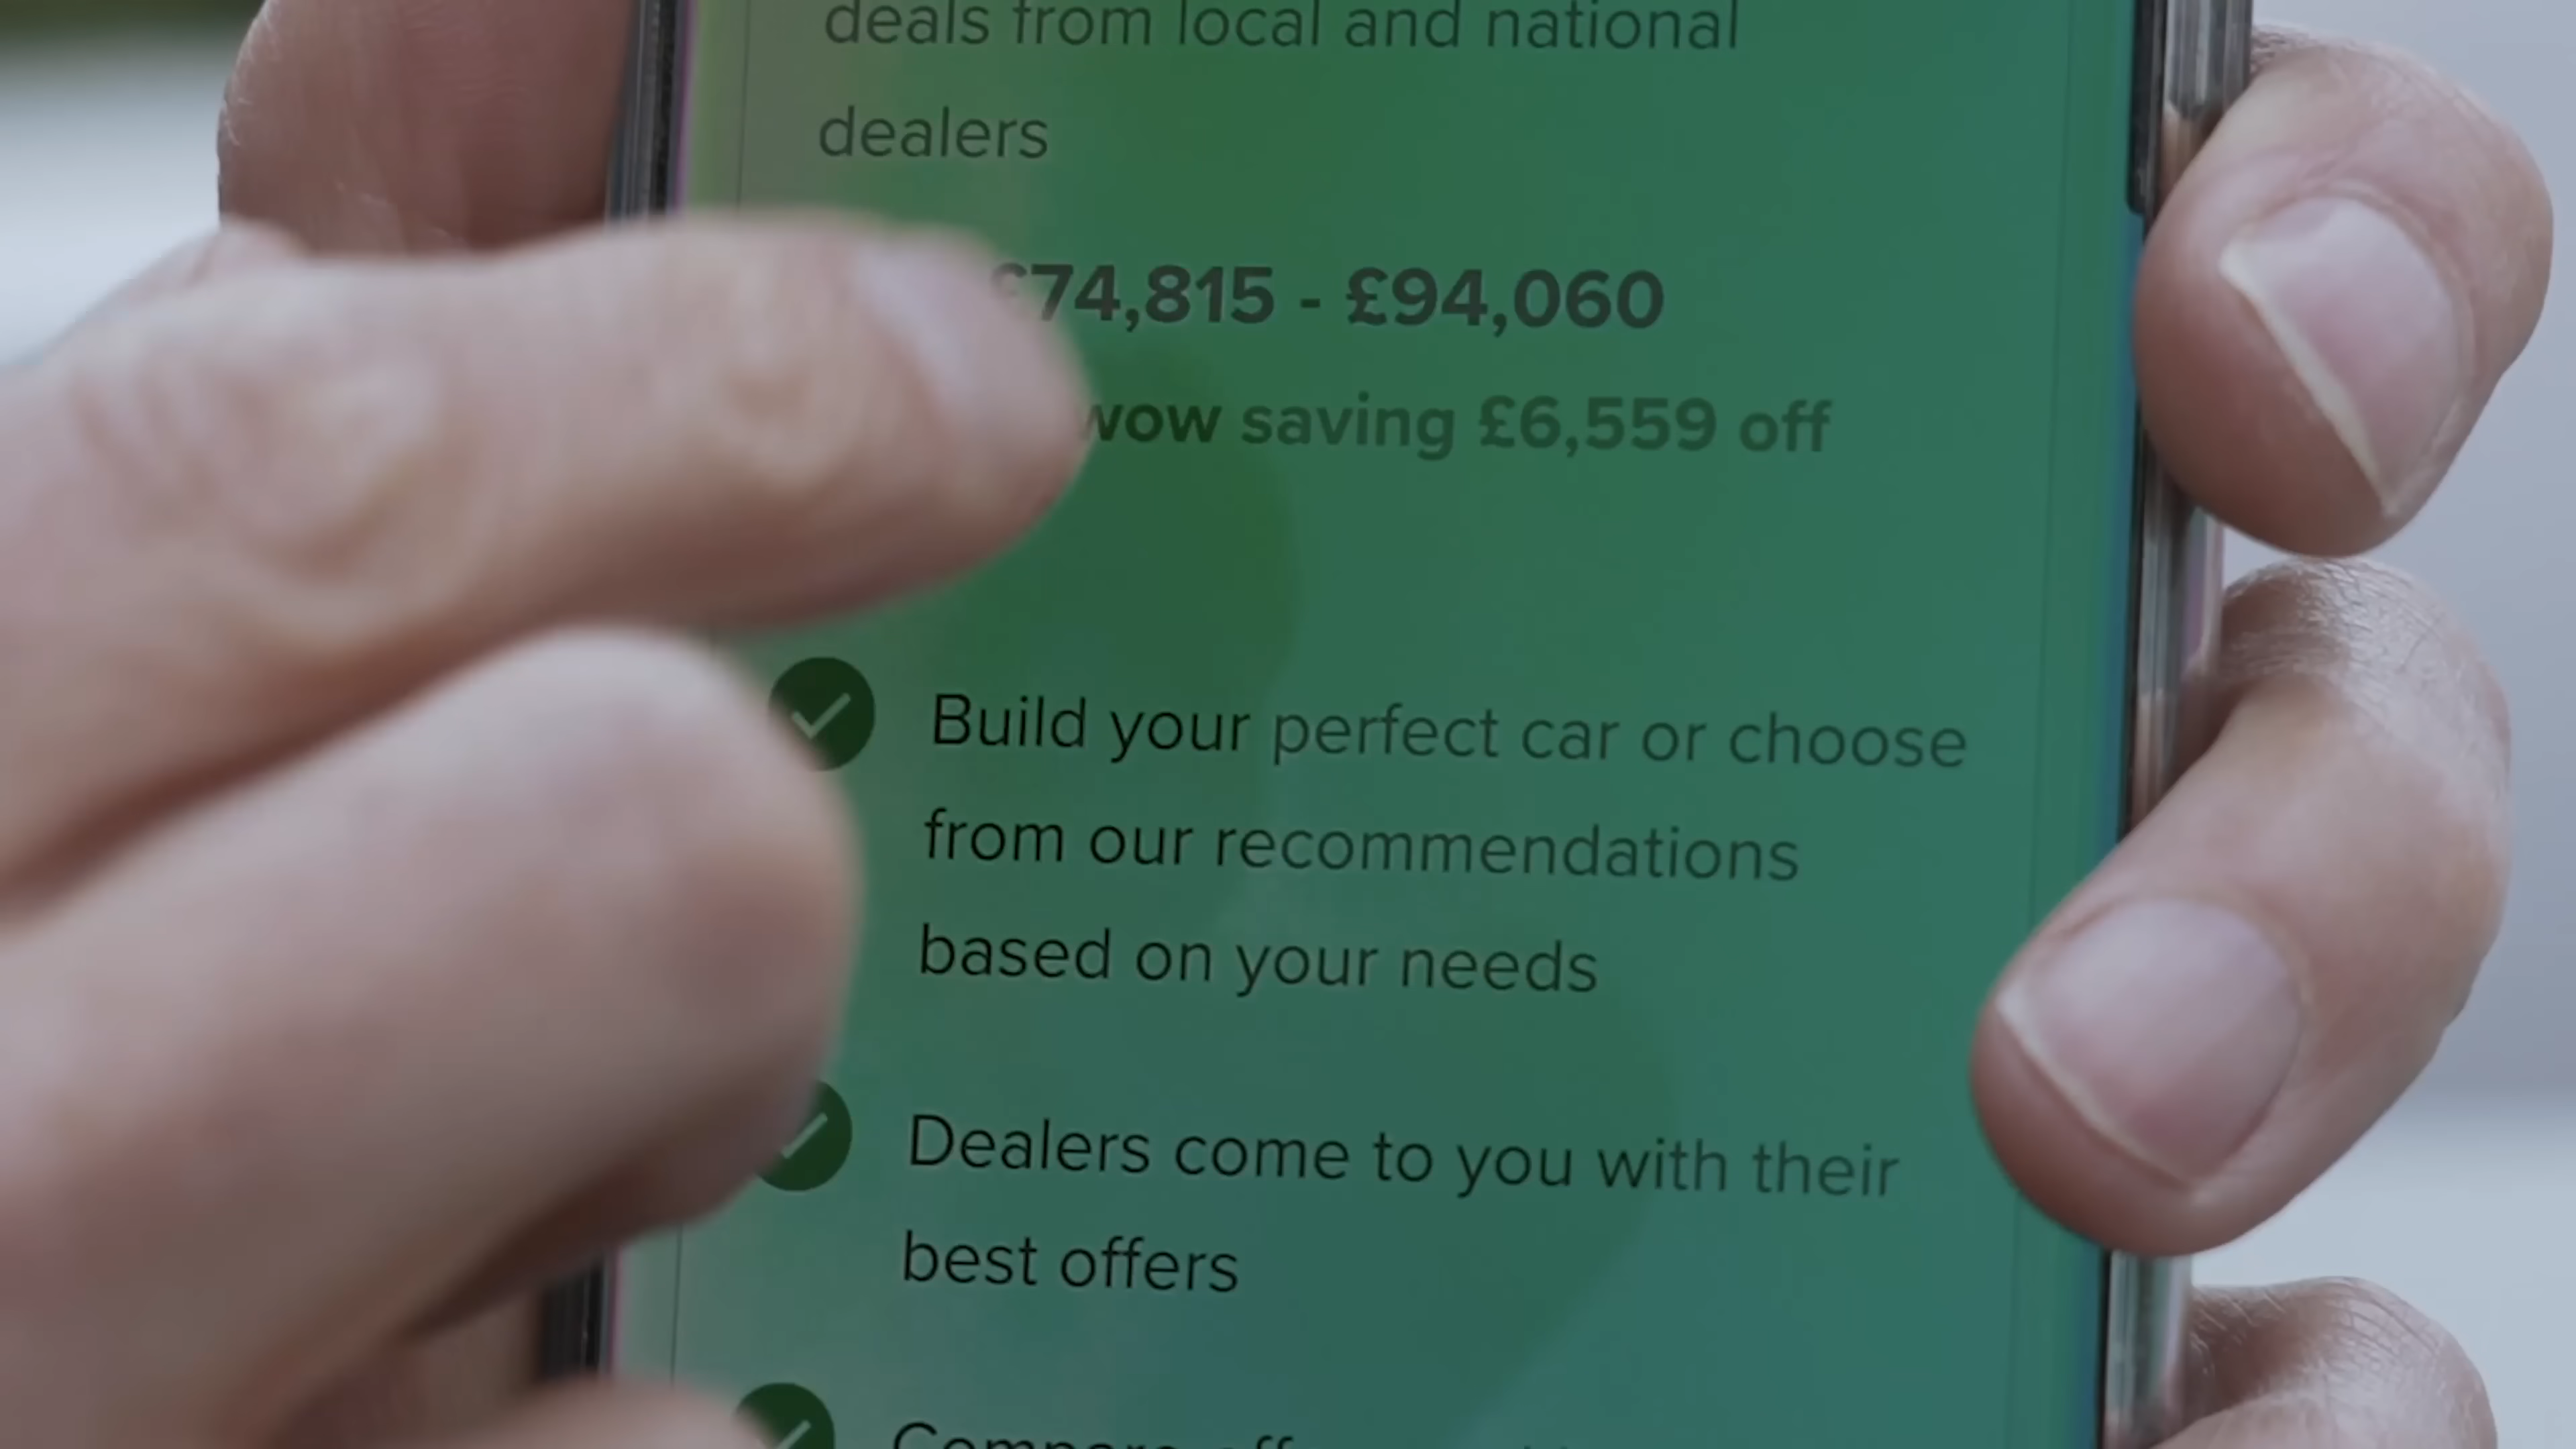 deals from local and national
dealers
£74,815 - £94,060
wow saving £6,559 off
Build your perfect car or choose
from our recommendations
based on your needs
Dealers come to you with their
best offers
Compare